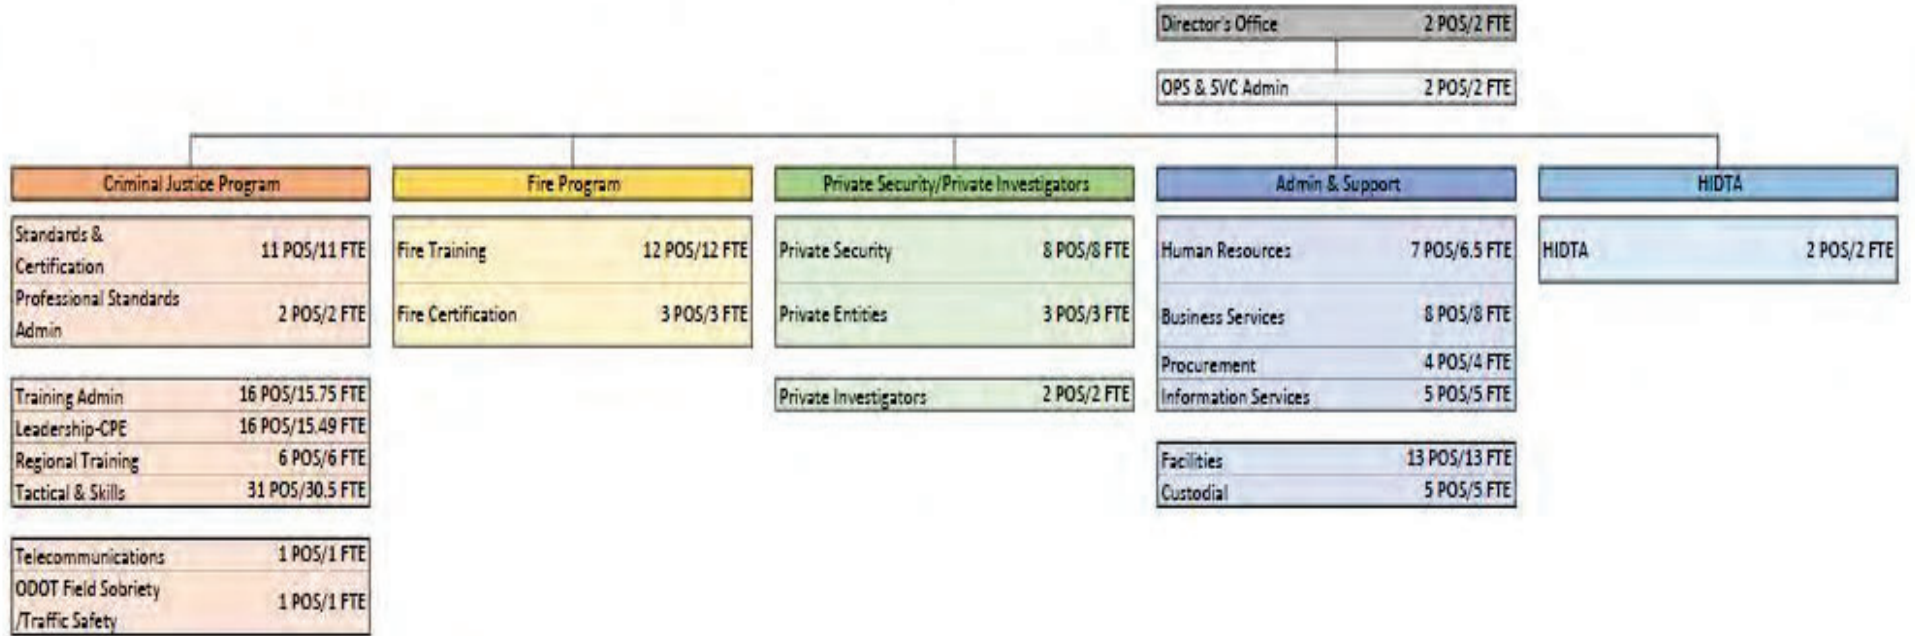 Director's Office 2 POS/2 FTE
OPS & SVC Admin 2 POS/2 FTE
Criminal Justice Program
Standards &
Certification 11 POS/11 FTE
Professional Standards
Admin 2 POS/2 FTE
Training Admin 16 POS/15.75 FTE
Leadership-CPE 16 POS/15.49 FTE
Regional Training 6 POS/6 FTE
Tactical & Skills 31 POS/30.5 FTE
Telecommunications 1 POS/1 FTE
ODOT Field Sobriety
/Traffic Safety 1 POS/1 FTE
Fire Program
Fire Training 12 POS/12 FTE
Fire Certification 3 POS/3 FTE
Private Security/Private Investigators
Private Security 8 POS/8 FTE
Private Entities 3 POS/3 FTE
Private Investigators 2 POS/2 FTE
Admin & Support
Human Resources 7 POS/6.5 FTE
Business Services 8 POS/8 FTE
Procurement 4 POS/4 FTE
Information Services 5 POS/5 FTE
Facilities 13 POS/13 FTE
Custodial 5 POS/5 FTE
HIDTA
HIDTA 2 POS/2 FTE